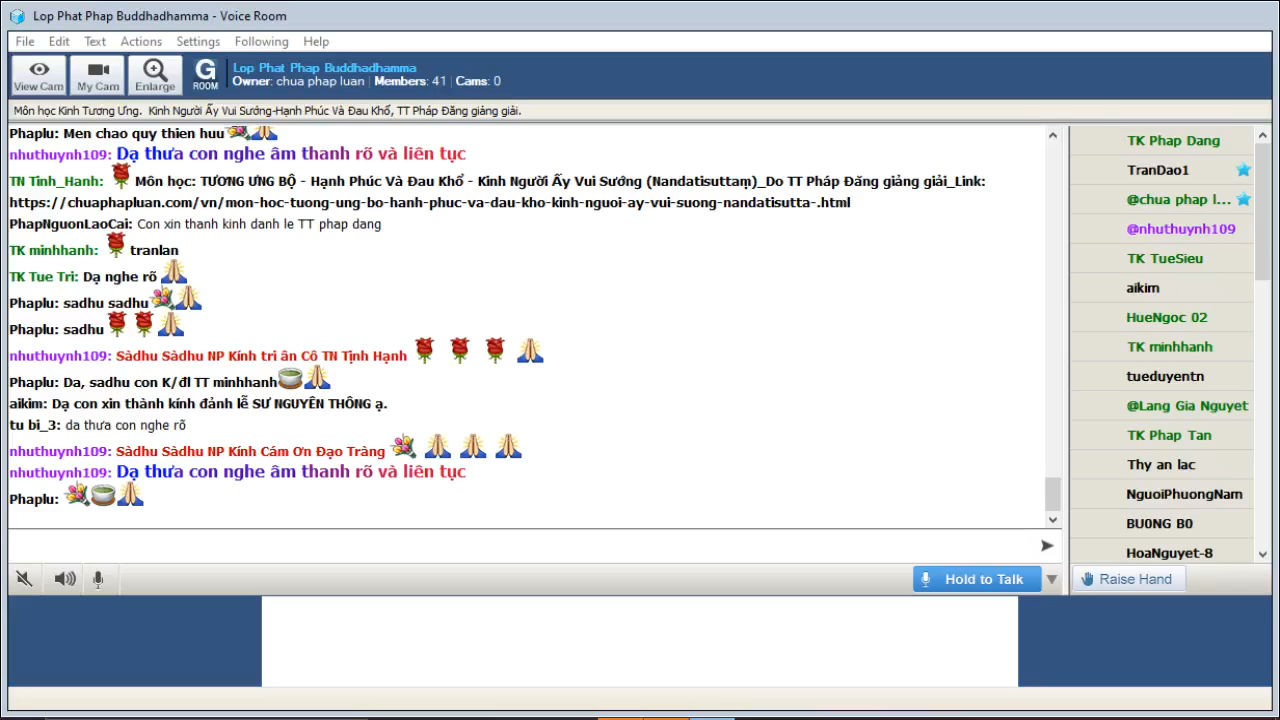 Lop Phat Phap Buddhadhamma - Voice Room
File Edit Text Actions Settings Following Help
View Cam My Cam Enlarge G ROOM
Lop Phat Phap Buddhadhamma
Owner: chua phap luan | Members: 41 | Cams: 0
Môn học Kinh Tương Ưng. Kinh Người Ấy Vui Sướng-Hạnh Phúc Và Đau Khổ, TT Pháp Đăng giảng giải.
Phaplu: Men chao quy thien huu
nhuthuynh109: Dạ thưa con nghe âm thanh rõ và liên tục
TN Tinh_Hanh: Môn học: TƯƠNG ƯNG BỘ - Hạnh Phúc Và Đau Khổ - Kinh Người Ấy Vui Sướng (Nandatisuttaṃ)_Do TT Pháp Đăng giảng giải_Link:
https://chuaphapluan.com/vn/mon-hoc-tuong-ung-bo-hanh-phuc-va-dau-kho-kinh-nguoi-ay-vui-suong-nandatisutta-.html
PhapNguonLaoCai: Con xin thanh kinh danh le TT phap dang
TK minhhanh: tranlan
TK Tue Tri: Dạ nghe rõ
Phaplu: sadhu sadhu
Phaplu: sadhu
nhuthuynh109: Sàdhu Sàdhu NP Kính tri ân Cô TN Tịnh Hạnh
Phaplu: Da, sadhu con K/đl TT minhhanh
aikim: Dạ con xin thành kính đảnh lễ SƯ NGUYÊN THÔNG ạ.
tu bi_3: da thưa con nghe rõ
nhuthuynh109: Sàdhu Sàdhu NP Kính Cám Ơn Đạo Tràng
nhuthuynh109: Dạ thưa con nghe âm thanh rõ và liên tục
Phaplu:
TK Phap Dang
TranDao1
@chua phap l...
@nhuthuynh109
TK TueSieu
aikim
HueNgoc 02
TK minhhanh
tueduyentn
@Lang Gia Nguyet
TK Phap Tan
Thy an lac
NguoiPhuongNam
BU0NG B0
HoaNguyet-8
Hold to Talk
Raise Hand